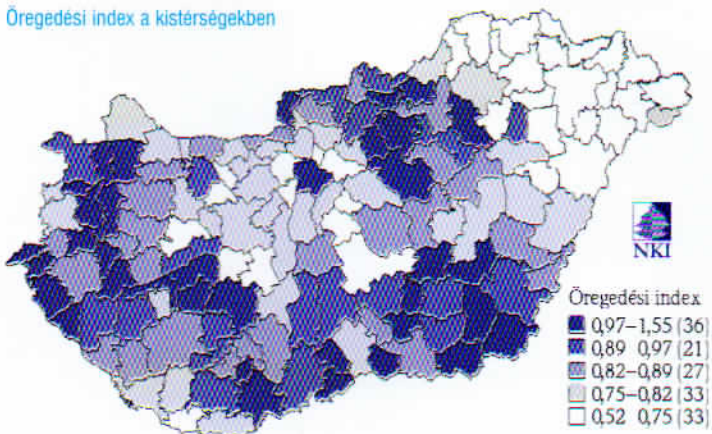 Öregedési index a kistérségekben
NKI
Öregedési index
0,97–1,55 (36)
0,89 0,97 (21)
0,82–0,89 (27)
0,75–0,82 (33)
0,52 0,75 (33)